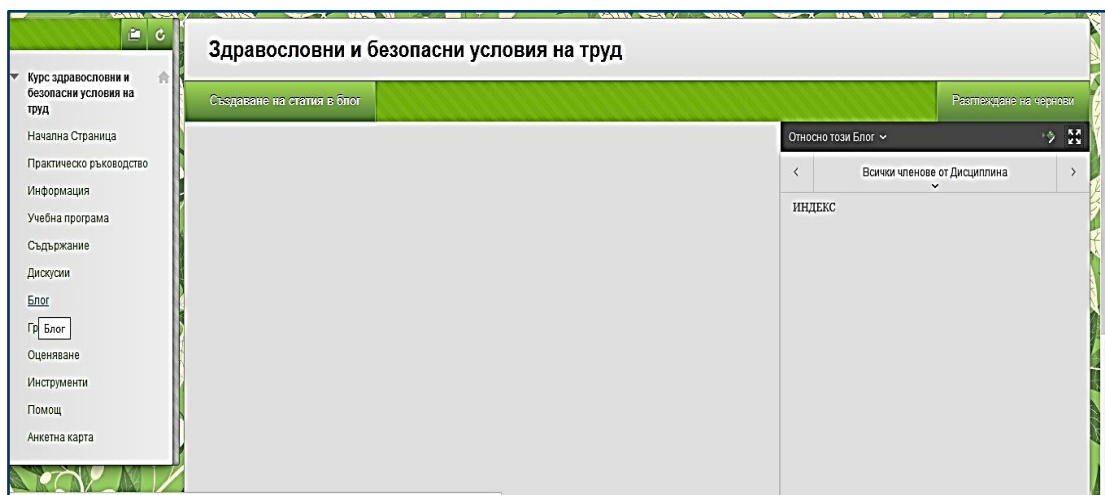 Курс здравословни и
безопасни условия на
труд
Начална Страница
Практическо ръководство
Информация
Учебна програма
Съдържание
Дискусии
Блог
Гр
Блог
Оценяване
Инструменти
Помощ
Анкетна карта
Здравословни и безопасни условия на труд
Създаване на статия в блог
Разглеждане на чернови
Относно този Блог
Всички членове от Дисциплина
ИНДЕКС